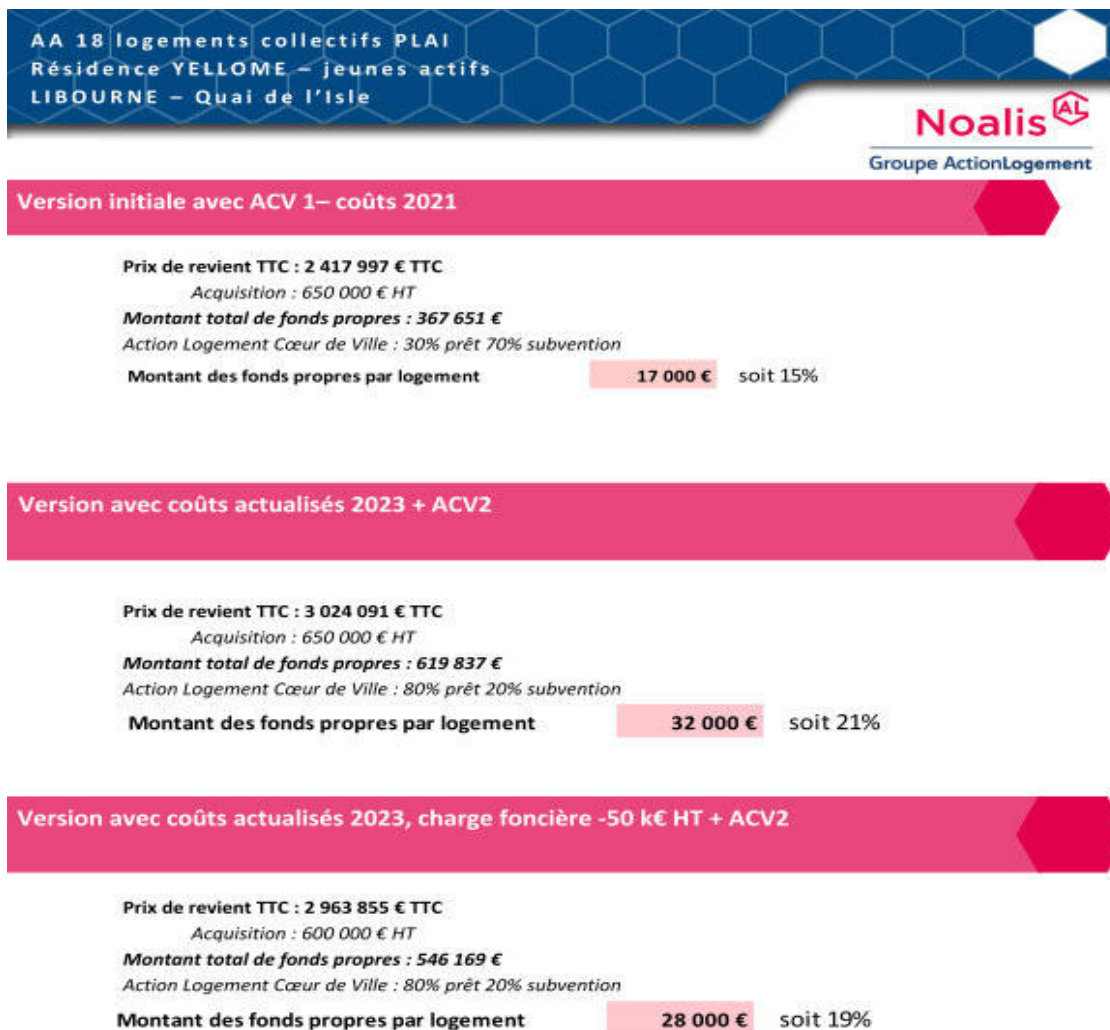 AA 18 logements collectifs PLAI
Résidence YELLOME – jeunes actifs
LIBOURNE – Quai de l'Isle
Noalis AL
Groupe ActionLogement
Version initiale avec ACV 1– coûts 2021
Prix de revient TTC : 2 417 997 € TTC
Acquisition : 650 000 € HT
Montant total de fonds propres : 367 651 €
Action Logement Cœur de Ville : 30% prêt 70% subvention
Montant des fonds propres par logement 17 000 € soit 15%
Version avec coûts actualisés 2023 + ACV2
Prix de revient TTC : 3 024 091 € TTC
Acquisition : 650 000 € HT
Montant total de fonds propres : 619 837 €
Action Logement Cœur de Ville : 80% prêt 20% subvention
Montant des fonds propres par logement 32 000 € soit 21%
Version avec coûts actualisés 2023, charge foncière -50 k€ HT + ACV2
Prix de revient TTC : 2 963 855 € TTC
Acquisition : 600 000 € HT
Montant total de fonds propres : 546 169 €
Action Logement Cœur de Ville : 80% prêt 20% subvention
Montant des fonds propres par logement 28 000 € soit 19%